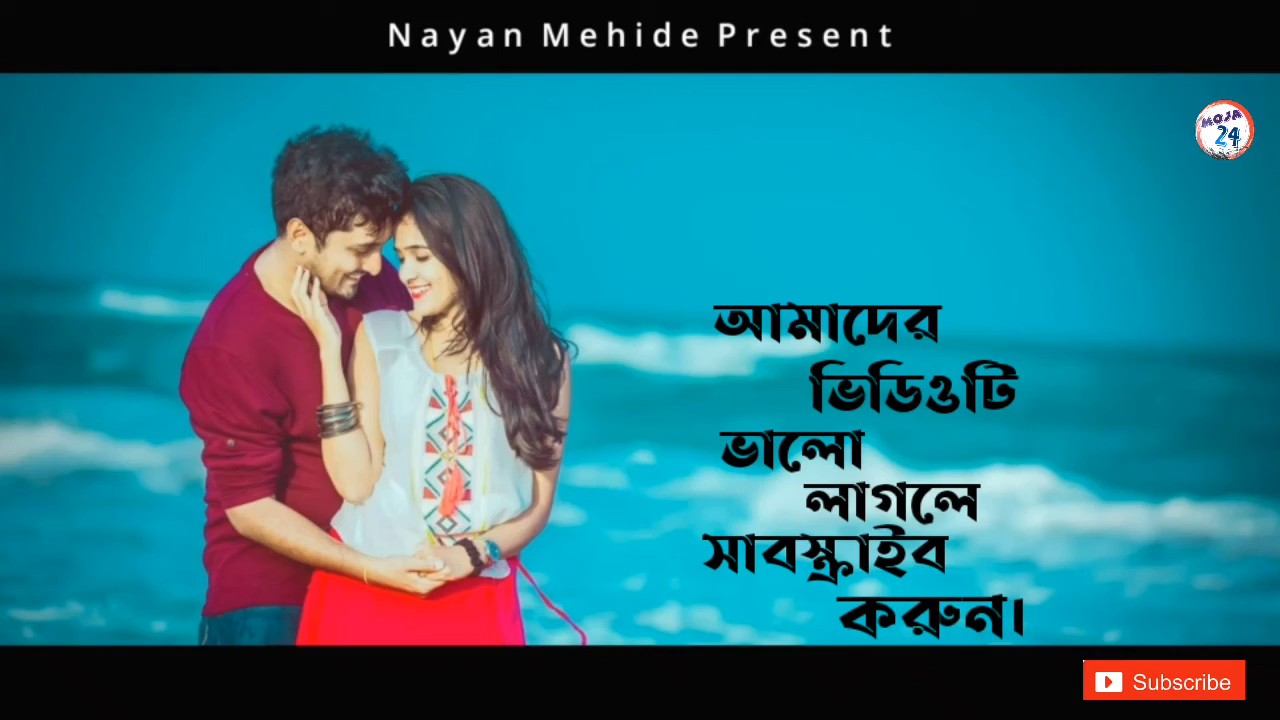 Nayan Mehide Present
MOJA
24
আমাদের
ভিডিওটি
ভালো
লাগলে
সাবস্ক্রাইব
করুন।
Subscribe